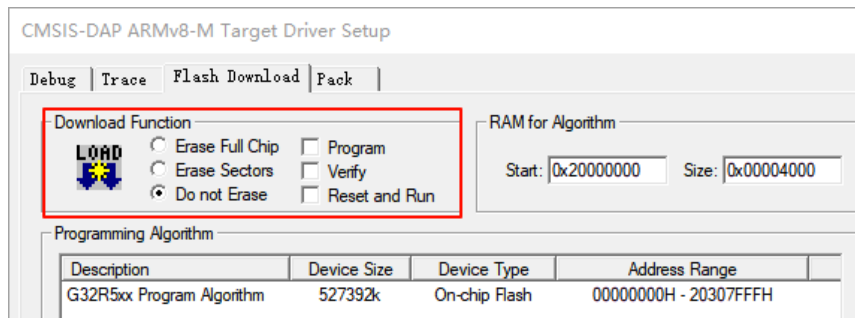 CMSIS-DAP ARMv8-M Target Driver Setup
Debug Trace Flash Download Pack
Download Function
LOAD
Erase Full Chip Program
Erase Sectors Verify
Do not Erase Reset and Run
RAM for Algorithm
Start: 0x20000000 Size: 0x00004000
Programming Algorithm
Description Device Size Device Type Address Range
G32R5xx Program Algorithm 527392k On-chip Flash 00000000H - 20307FFFH